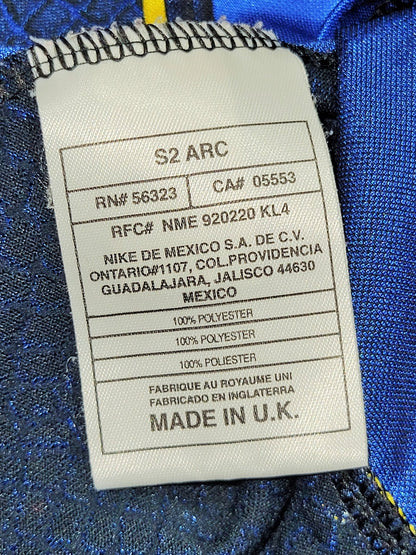 S2 ARC
RN# 56323 CA# 05553
RFC# NME 920220 KL4
NIKE DE MEXICO S.A. DE C.V.
ONTARIO#1107, COL.PROVIDENCIA
GUADALAJARA, JALISCO 44630
MEXICO
100% POLYESTER
100% POLYESTER
100% POLIESTER
FABRIQUE AU ROYAUME UNI
FABRICADO EN INGLATERRA
MADE IN U.K.